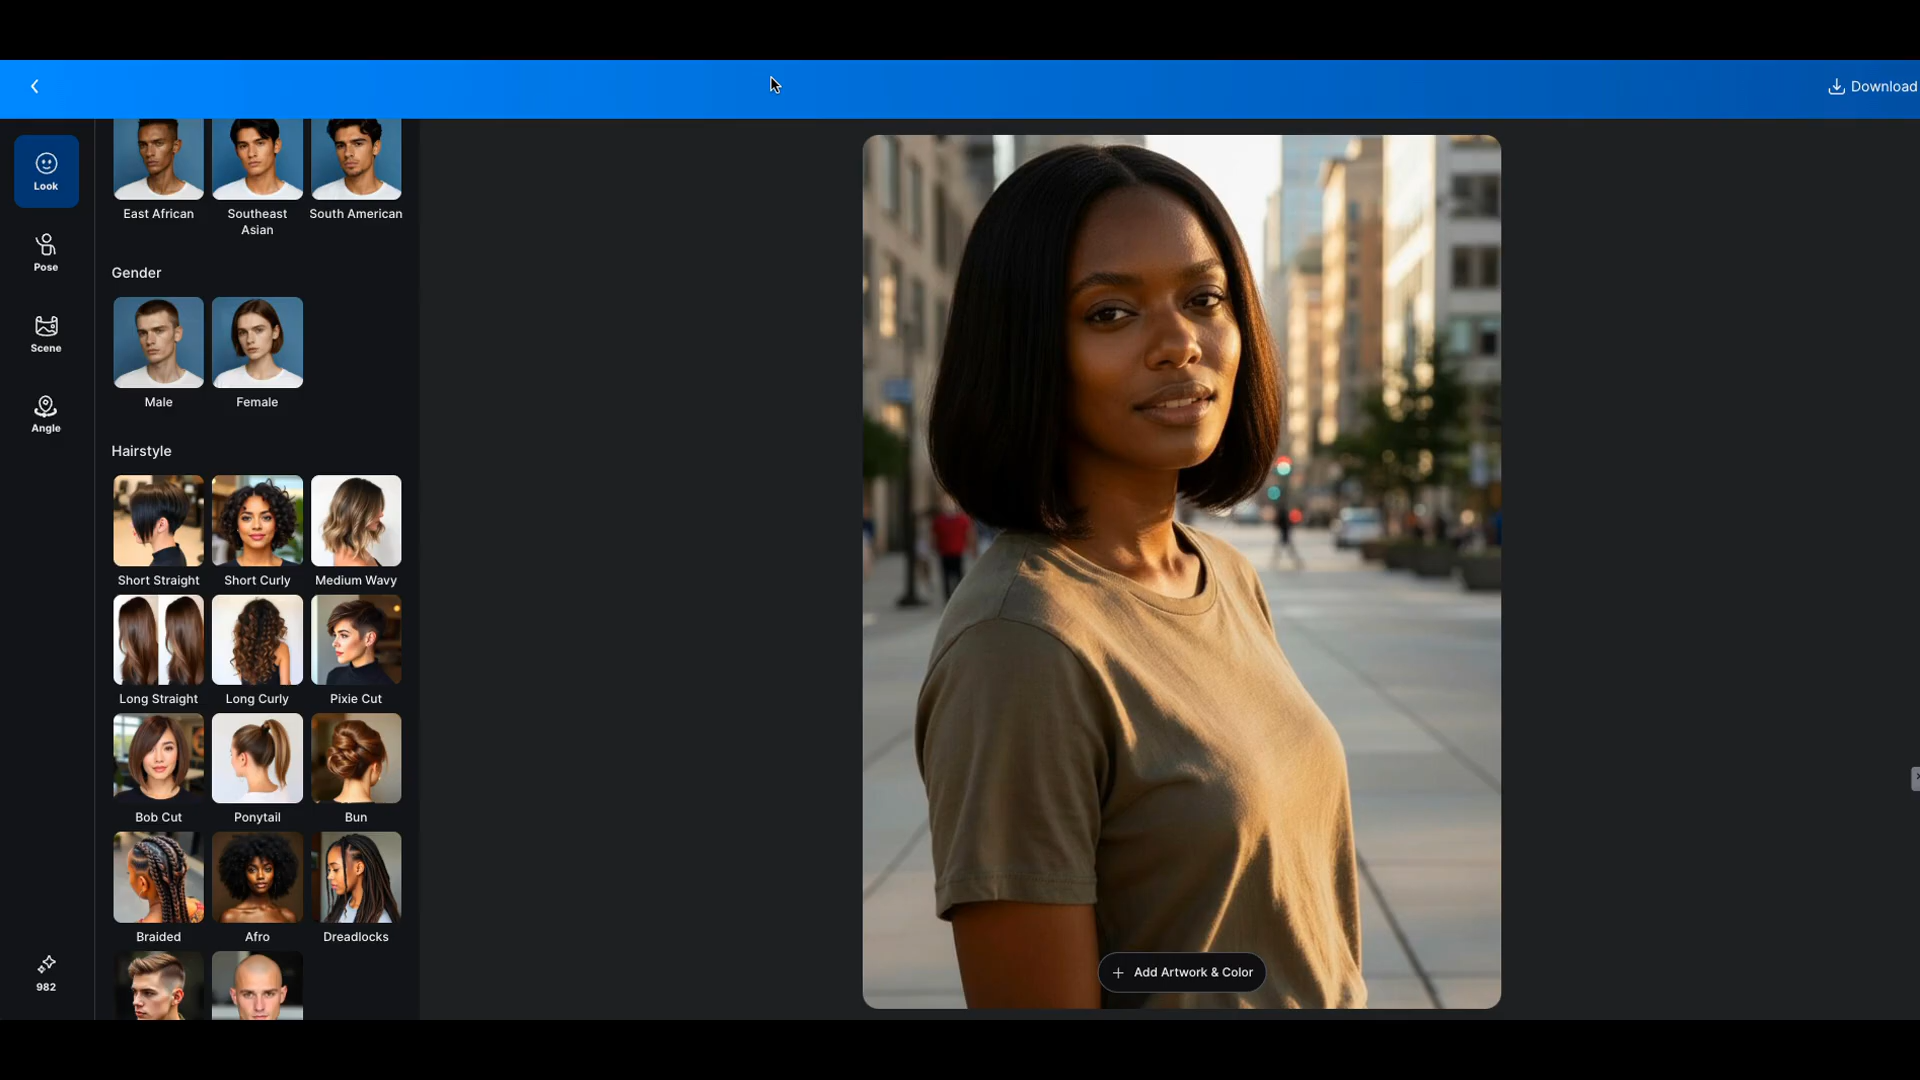 Download
Look
Pose
Scene
Angle
982
East African
Southeast
Asian
South American
Gender
Male
Female
Hairstyle
Short Straight
Short Curly
Medium Wavy
Long Straight
Long Curly
Pixie Cut
Bob Cut
Ponytail
Bun
Braided
Afro
Dreadlocks
Add Artwork & Color